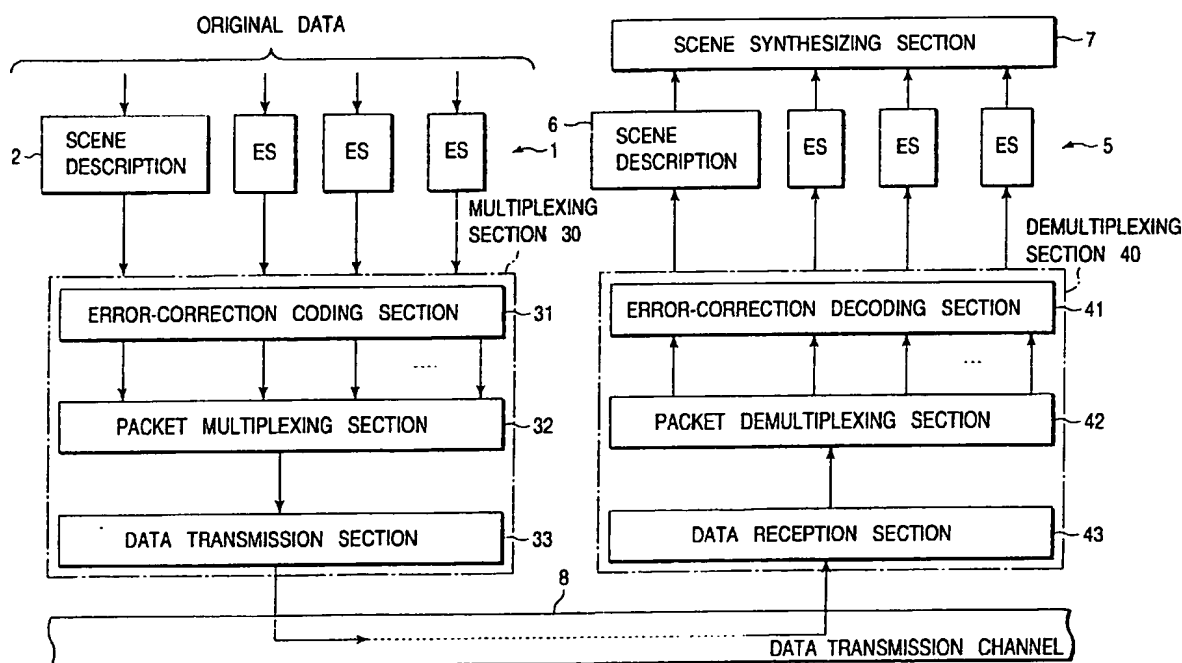 ORIGINAL DATA
2
SCENE
DESCRIPTION
ES
ES
ES
1
MULTIPLEXING
SECTION 30
ERROR-CORRECTION CODING SECTION
31
PACKET MULTIPLEXING SECTION
32
DATA TRANSMISSION SECTION
33
SCENE SYNTHESIZING SECTION
7
6
SCENE
DESCRIPTION
ES
ES
ES
5
DEMULTIPLEXING
SECTION 40
ERROR-CORRECTION DECODING SECTION
41
PACKET DEMULTIPLEXING SECTION
42
DATA RECEPTION SECTION
43
8
DATA TRANSMISSION CHANNEL